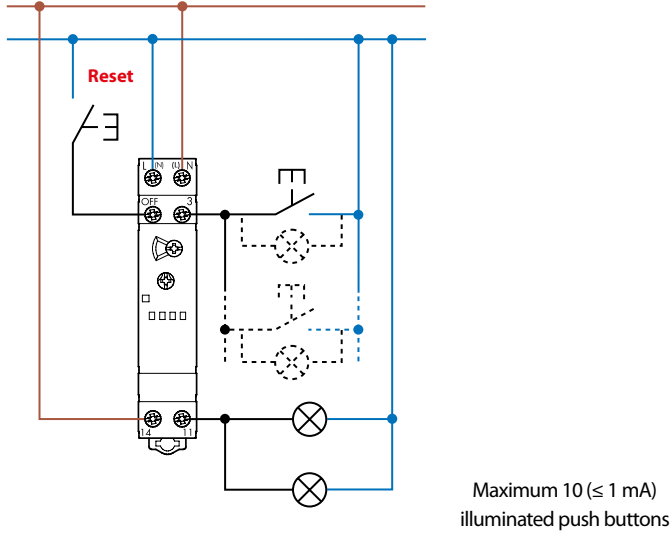 Reset
L (N) (L) N
OFF 3
14 11
Maximum 10 (≤ 1 mA)
illuminated push buttons